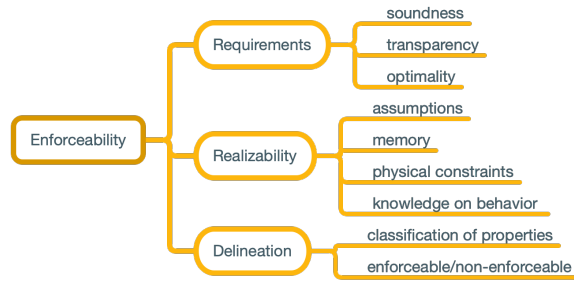 Enforceability
Requirements
soundness
transparency
optimality
Realizability
assumptions
memory
physical constraints
knowledge on behavior
Delineation
classification of properties
enforceable/non-enforceable